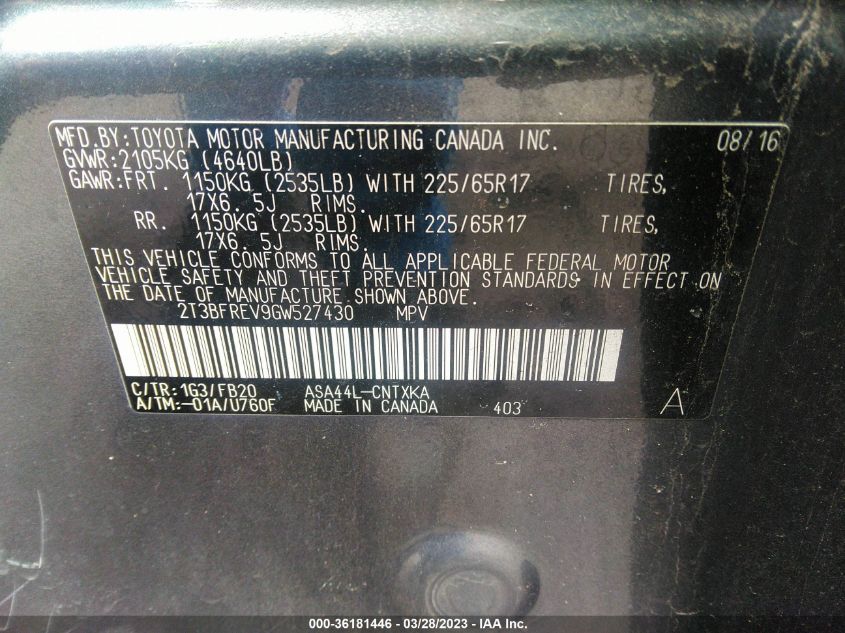 MFD.BY:TOYOTA MOTOR MANUFACTURING CANADA INC. 08/16
GVWR:2105KG (4640LB)
GAWR:FRT. 1150KG (2535LB) WITH 225/65R17 TIRES,
17X6. 5J RIMS.
RR. 1150KG (2535LB) WITH 225/65R17 TIRES,
17X6. 5J RIMS.
THIS VEHICLE CONFORMS TO ALL APPLICABLE FEDERAL MOTOR
VEHICLE SAFETY AND THEFT PREVENTION STANDARDS IN EFFECT ON
THE DATE OF MANUFACTURE SHOWN ABOVE.
2T3BFREV9GW527430 MPV
C/TR:1G3/FB20 ASA44L-CNTXKA
A/TM:-01A/U760F MADE IN CANADA 403 A
000-36181446 - 03/28/2023 - IAA Inc.